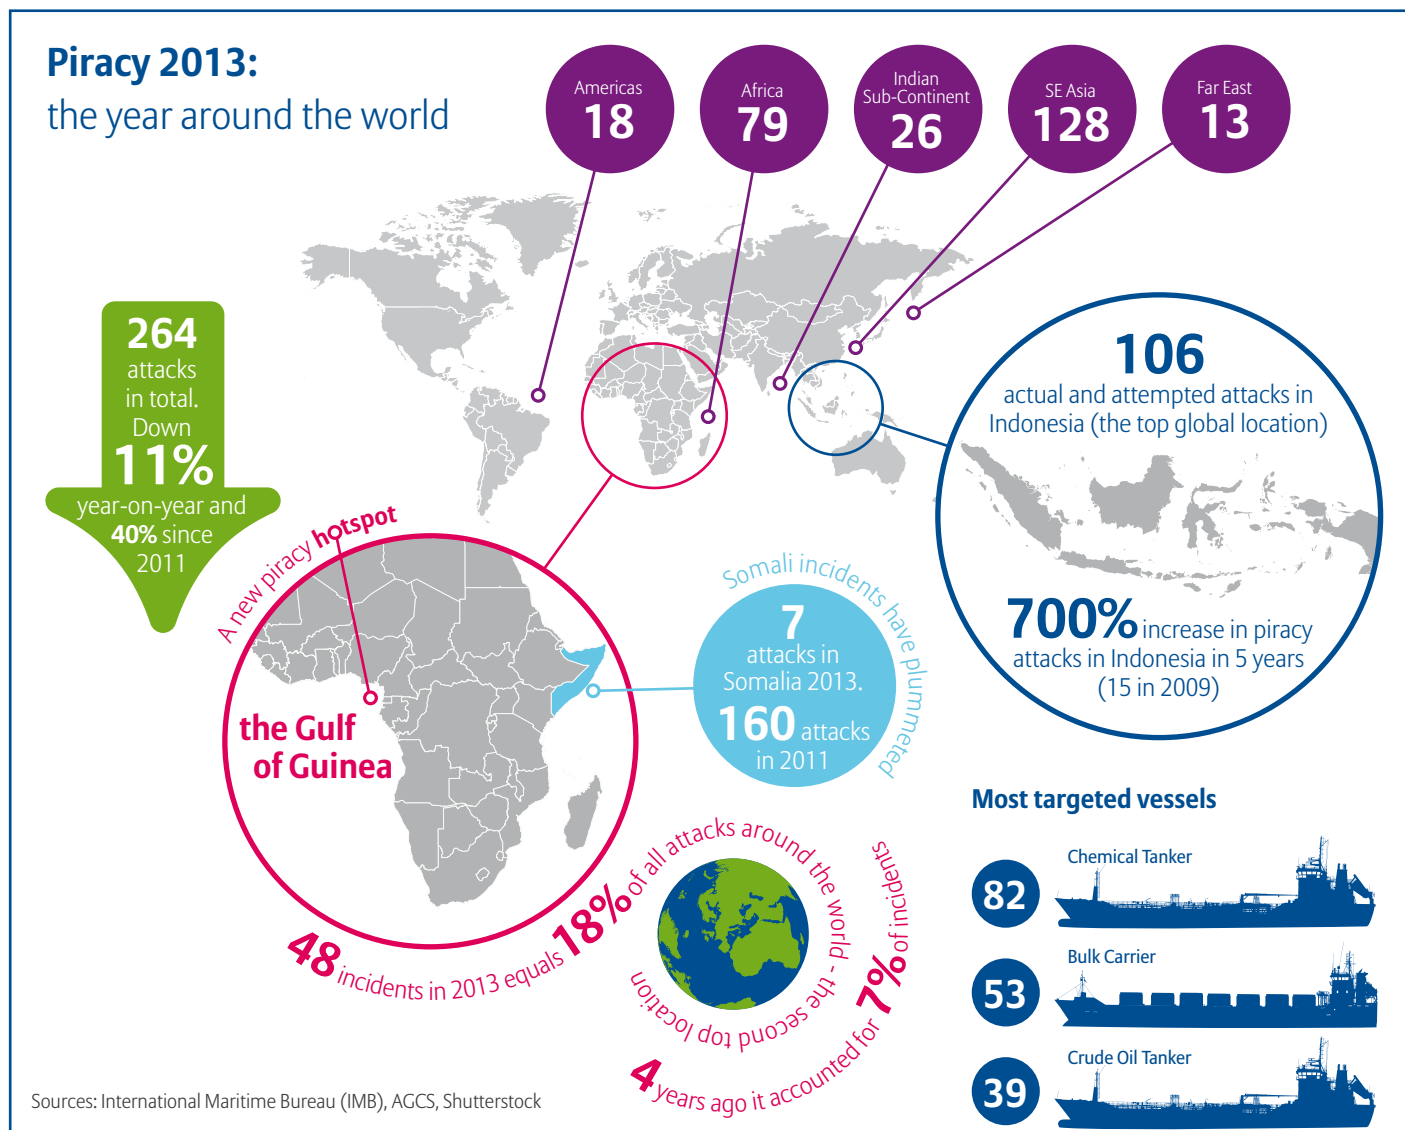 Piracy 2013:
the year around the world
Americas
18
Africa
79
Indian
Sub-Continent
26
SE Asia
128
Far East
13
264
attacks
in total.
Down
11%
year-on-year and
40% since
2011
106
actual and attempted attacks in
Indonesia (the top global location)
700% increase in piracy
attacks in Indonesia in 5 years
(15 in 2009)
A new piracy hotspot
the Gulf
of Guinea
Somali incidents have plummeted
7
attacks in
Somalia 2013.
160 attacks
in 2011
48 incidents in 2013 equals 18% of all attacks around the world - the second top location
4 years ago it accounted for 7% of incidents
Most targeted vessels
Chemical Tanker
82
Bulk Carrier
53
Crude Oil Tanker
39
Sources: International Maritime Bureau (IMB), AGCS, Shutterstock